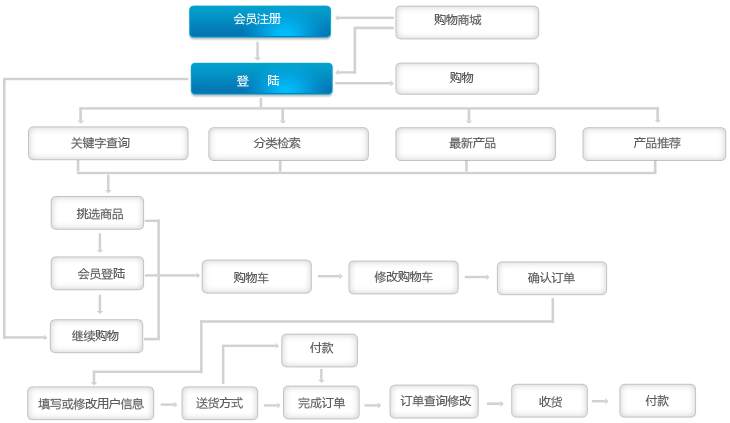 会员注册
购物商城
登 陆
购物
关键字查询
分类检索
最新产品
产品推荐
挑选商品
会员登陆
购物车
修改购物车
确认订单
继续购物
付款
填写或修改用户信息
送货方式
完成订单
订单查询修改
收货
付款